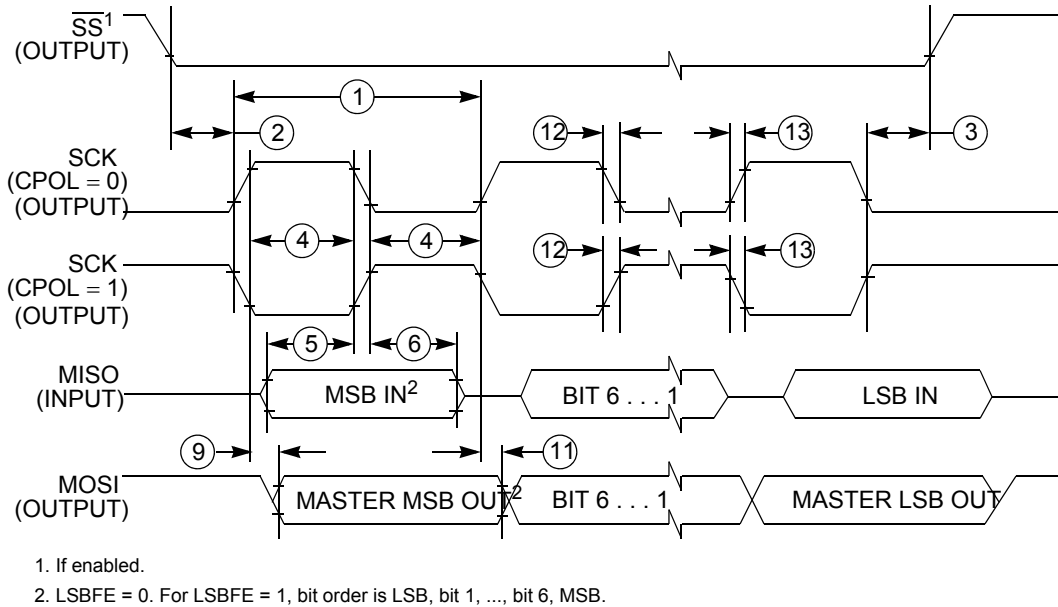 SS¹
(OUTPUT)
1
2
12
13
3
SCK
(CPOL = 0)
(OUTPUT)
4
4
SCK
(CPOL = 1)
(OUTPUT)
12
13
5
6
MISO
(INPUT)
MSB IN²
BIT 6 . . . 1
LSB IN
9
11
MOSI
(OUTPUT)
MASTER MSB OUT²
BIT 6 . . . 1
MASTER LSB OUT
1. If enabled.
2. LSBFE = 0. For LSBFE = 1, bit order is LSB, bit 1, ..., bit 6, MSB.